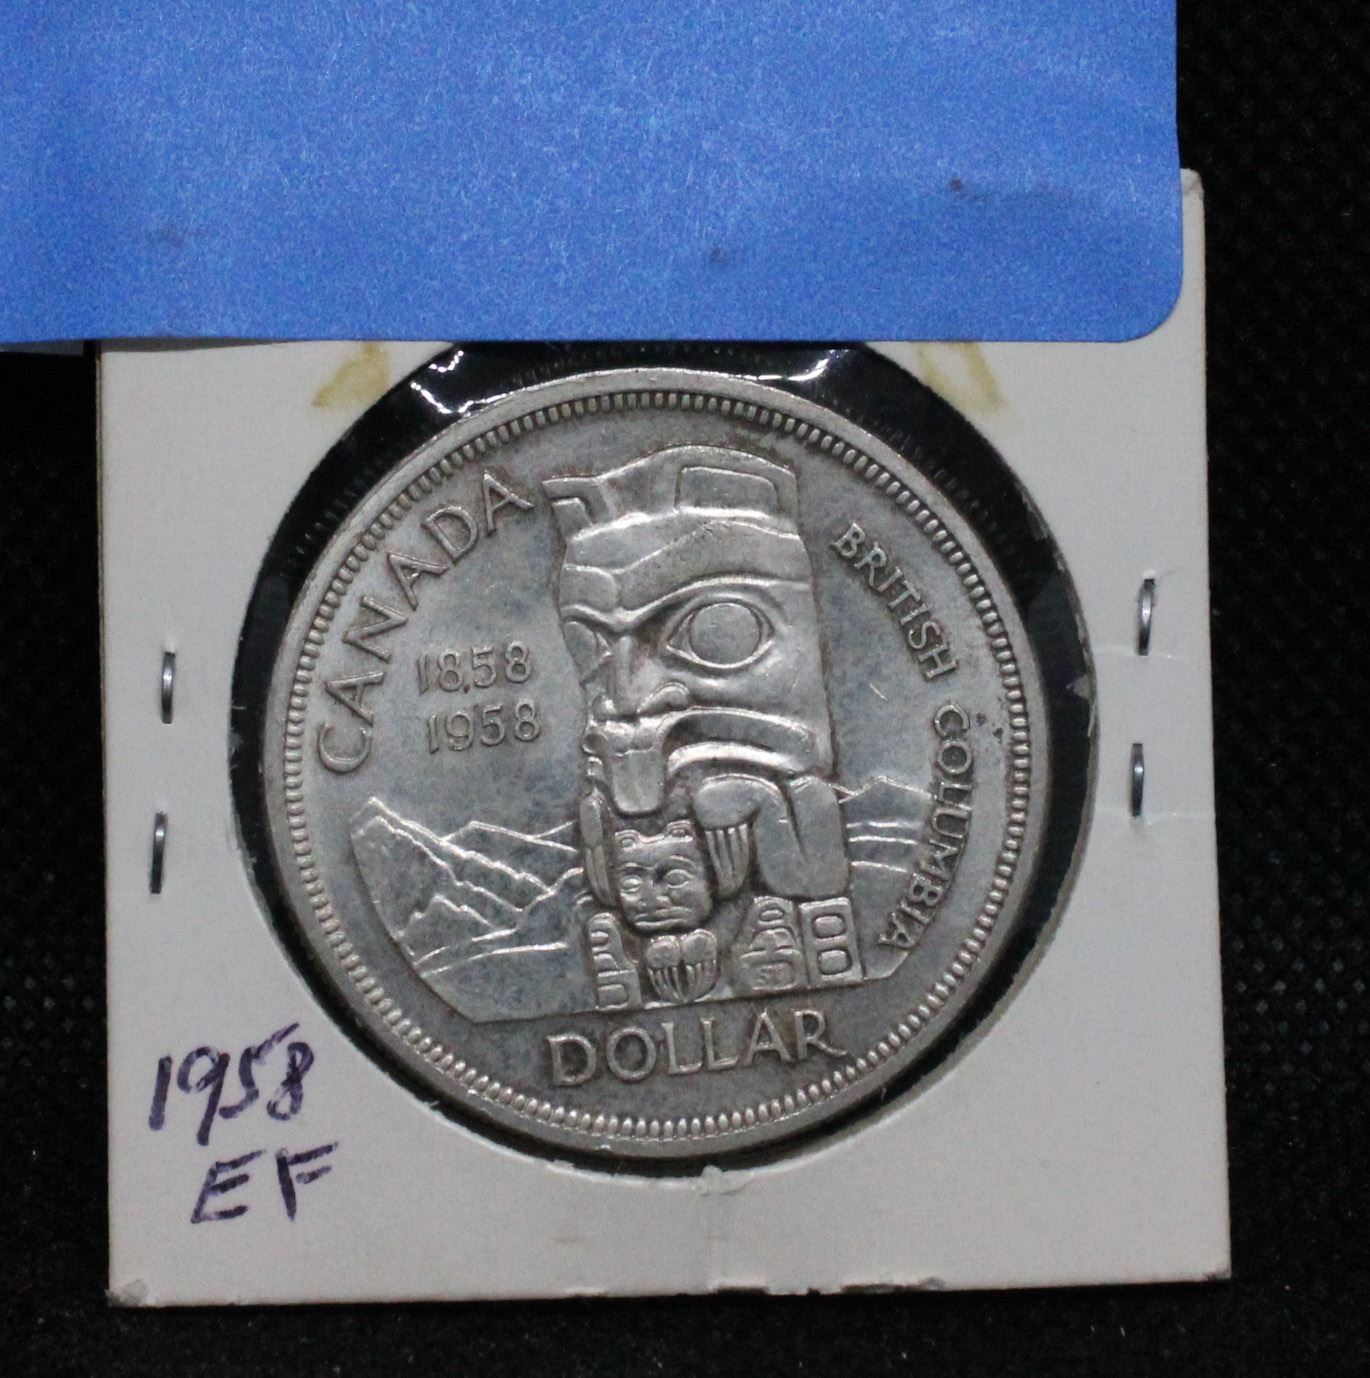 CANADA
BRITISH COLUMBIA
1858
1958
DOLLAR
1958
EF